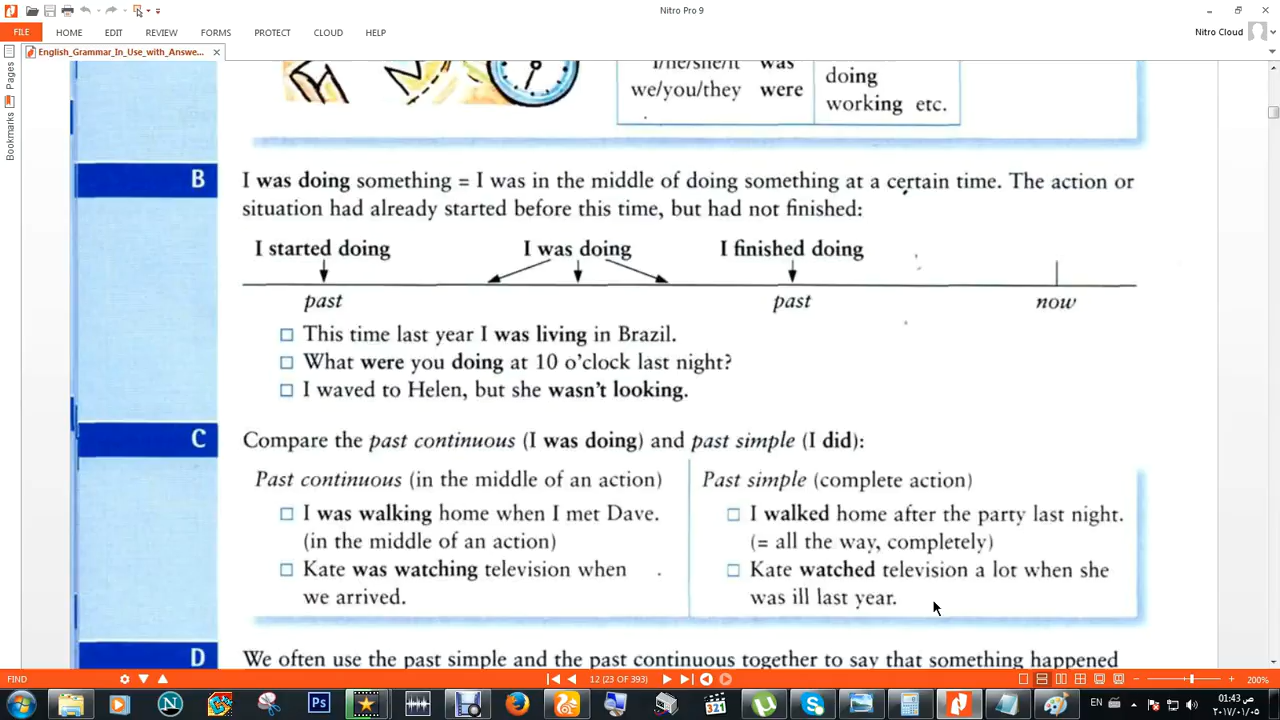 Nitro Pro 9
FILE HOME EDIT REVIEW FORMS PROTECT CLOUD HELP
Nitro Cloud
English_Grammar_In_Use_with_Answe...
Pages
Bookmarks
I/he/she/it was
we/you/they were
doing
working etc.
B
I was doing something = I was in the middle of doing something at a certain time. The action or
situation had already started before this time, but had not finished:
I started doing I was doing I finished doing
past past now
This time last year I was living in Brazil.
What were you doing at 10 o'clock last night?
I waved to Helen, but she wasn't looking.
C
Compare the past continuous (I was doing) and past simple (I did):
Past continuous (in the middle of an action)
I was walking home when I met Dave.
(in the middle of an action)
Kate was watching television when
we arrived.
Past simple (complete action)
I walked home after the party last night.
(= all the way, completely)
Kate watched television a lot when she
was ill last year.
D
We often use the past simple and the past continuous together to say that something happened
FIND
12 (23 OF 393)
200%
Ps
321
EN
01:43 ص
٢٠١٧/٠١/٠٥